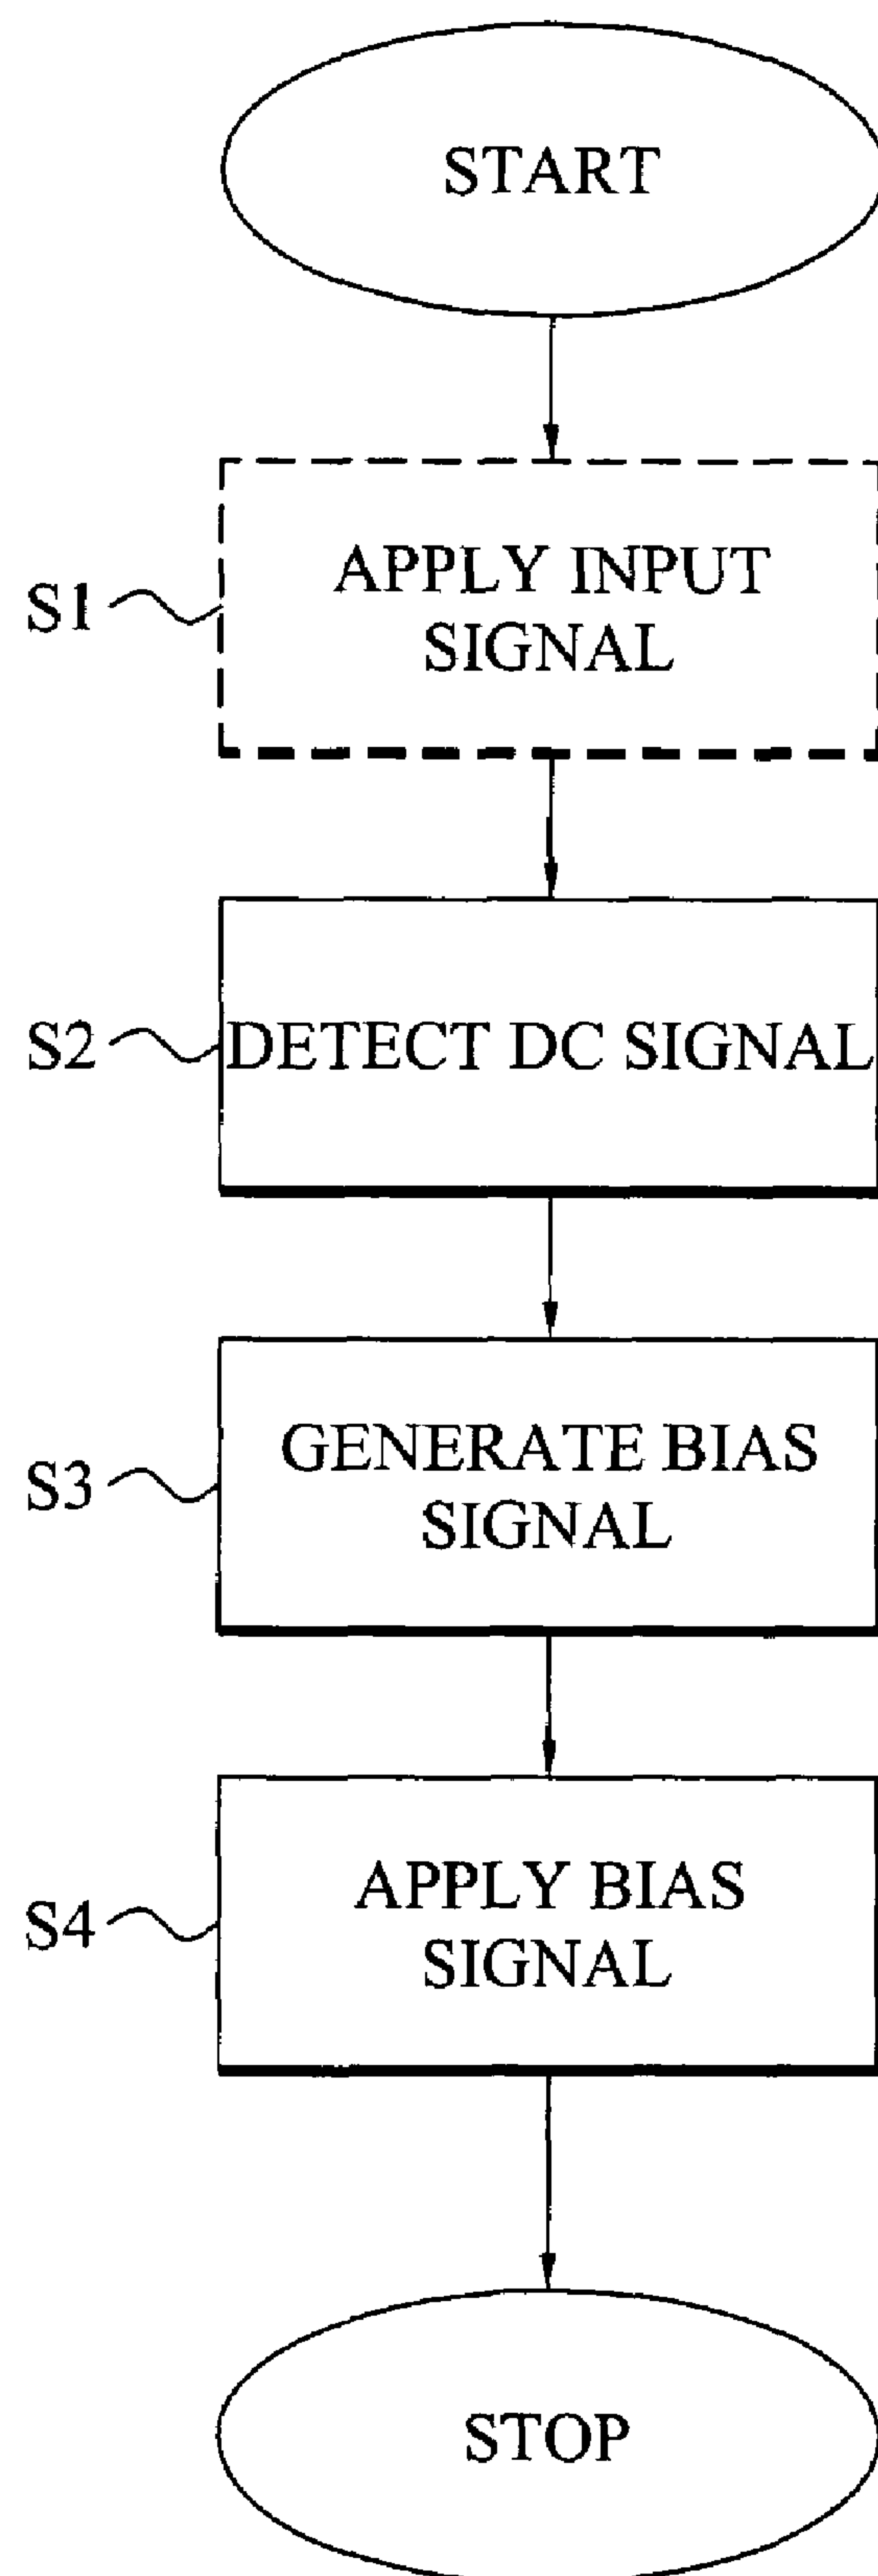 START
S1
APPLY INPUT
SIGNAL
S2
DETECT DC SIGNAL
S3
GENERATE BIAS
SIGNAL
S4
APPLY BIAS
SIGNAL
STOP